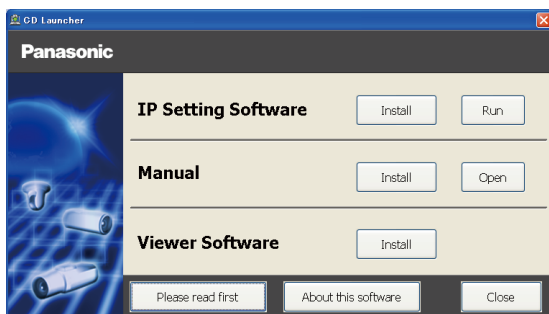 CD Launcher
Panasonic
IP Setting Software Install Run
Manual Install Open
Viewer Software Install
Please read first About this software Close